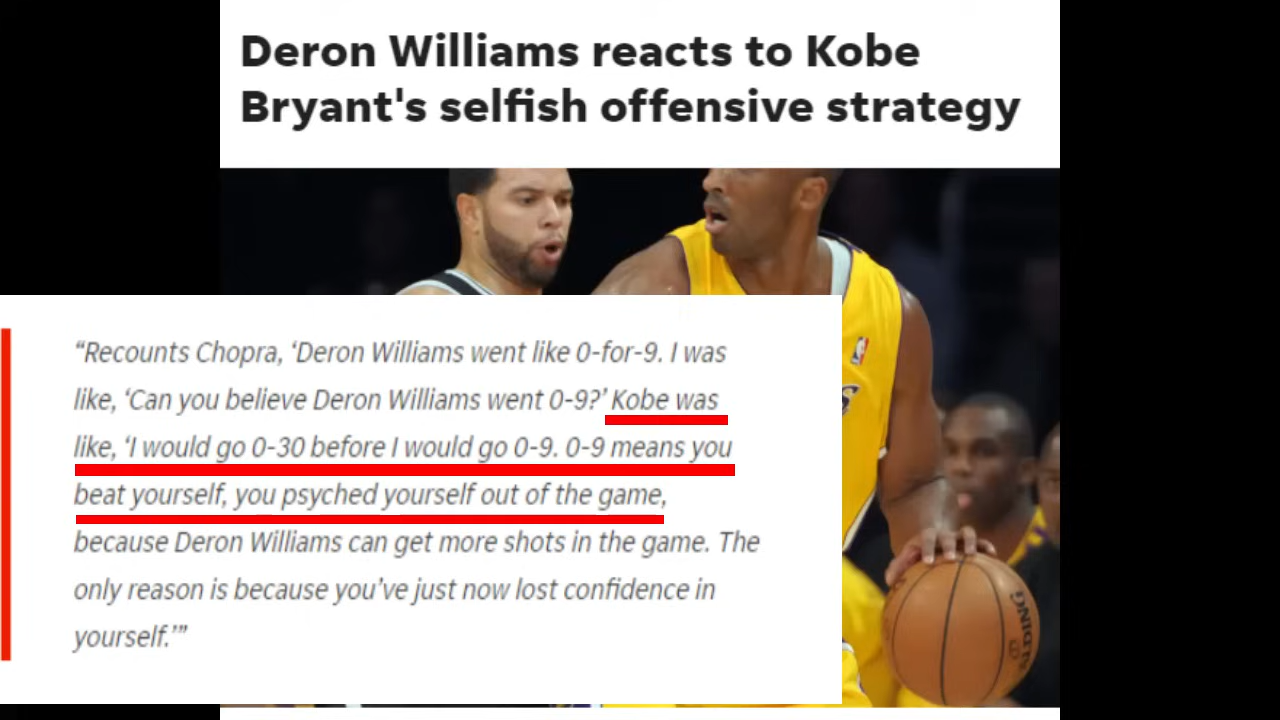 Deron Williams reacts to Kobe
Bryant's selfish offensive strategy
“Recounts Chopra, ‘Deron Williams went like 0-for-9. I was
like, ‘Can you believe Deron Williams went 0-9?’ Kobe was
like, ‘I would go 0-30 before I would go 0-9. 0-9 means you
beat yourself, you psyched yourself out of the game,
because Deron Williams can get more shots in the game. The
only reason is because you’ve just now lost confidence in
yourself.’”